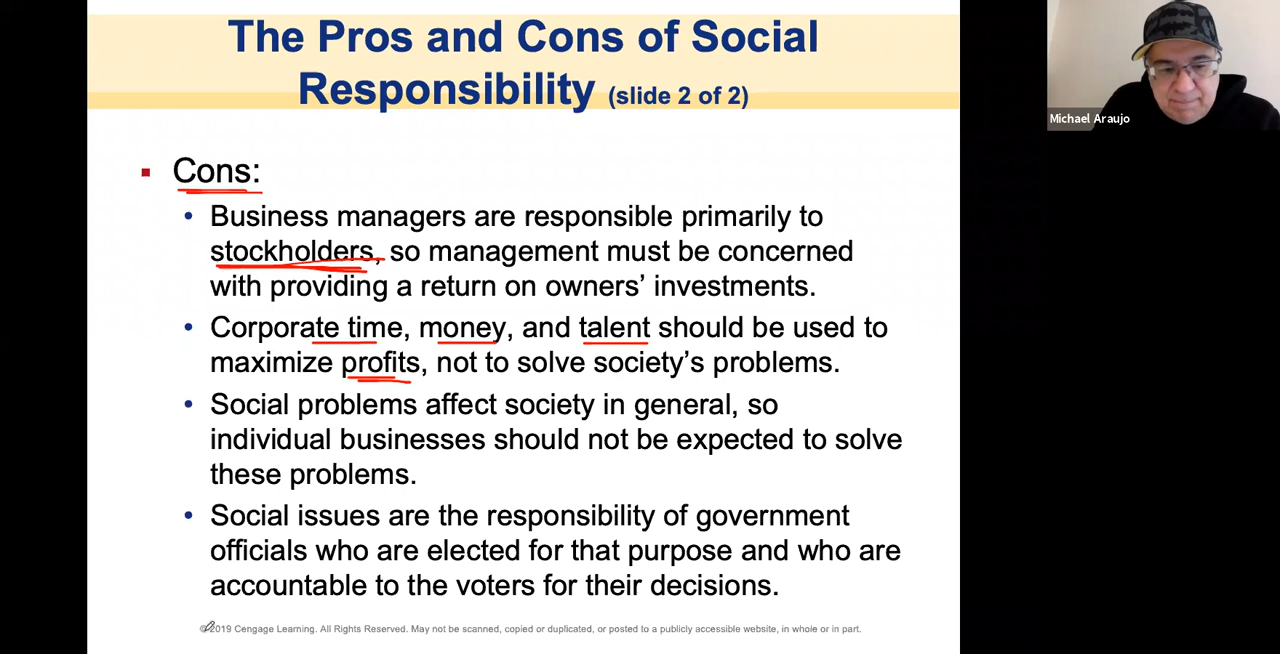 The Pros and Cons of Social
Responsibility (slide 2 of 2)
Michael Araujo
▪ Cons:
• Business managers are responsible primarily to
stockholders, so management must be concerned
with providing a return on owners’ investments.
• Corporate time, money, and talent should be used to
maximize profits, not to solve society’s problems.
• Social problems affect society in general, so
individual businesses should not be expected to solve
these problems.
• Social issues are the responsibility of government
officials who are elected for that purpose and who are
accountable to the voters for their decisions.
©2019 Cengage Learning. All Rights Reserved. May not be scanned, copied or duplicated, or posted to a publicly accessible website, in whole or in part.